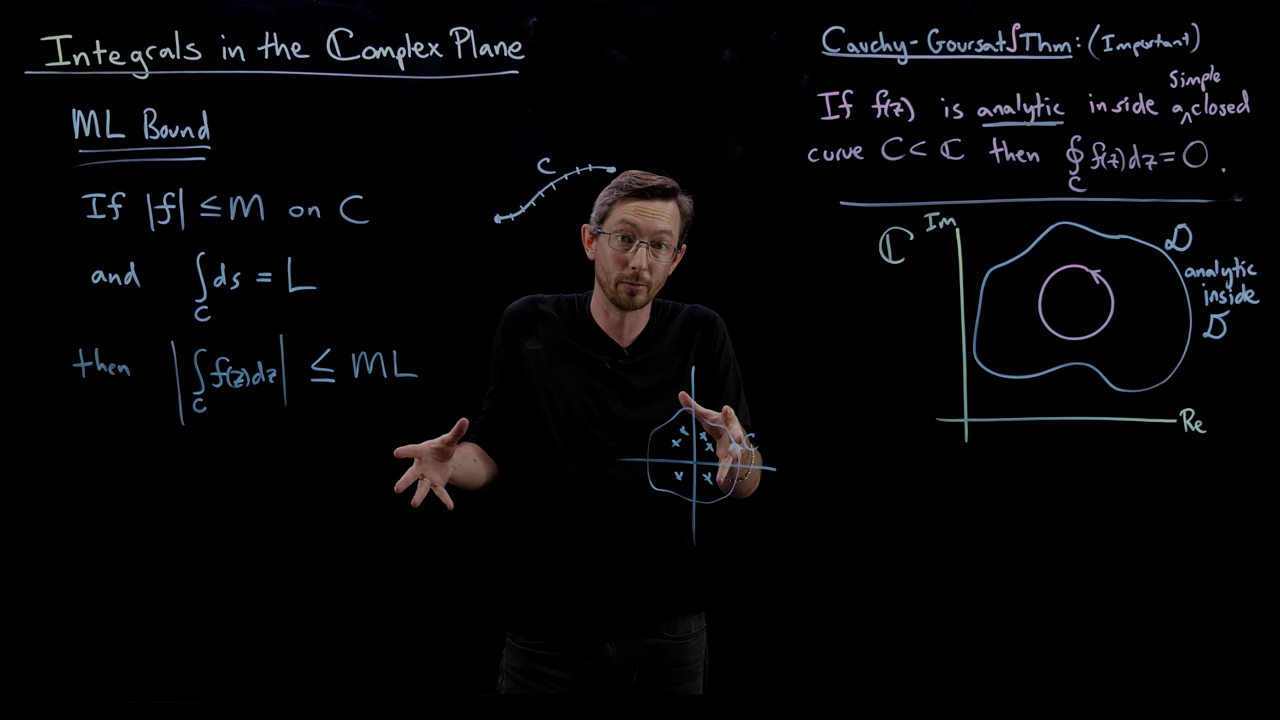 Integrals in the ℂomplex Plane
ML Bound
If |f| ≤ M on C
and ∫_C ds = L
then |∫_C f(z)dz| ≤ ML
C
C
Cauchy-Goursat ∫ Thm: (Important)
If f(z) is analytic inside a ^ simple closed
curve C < ℂ then ∮_C f(z)dz = 0.
ℂ
Im
D
analytic
inside
D
Re
x x x x x x